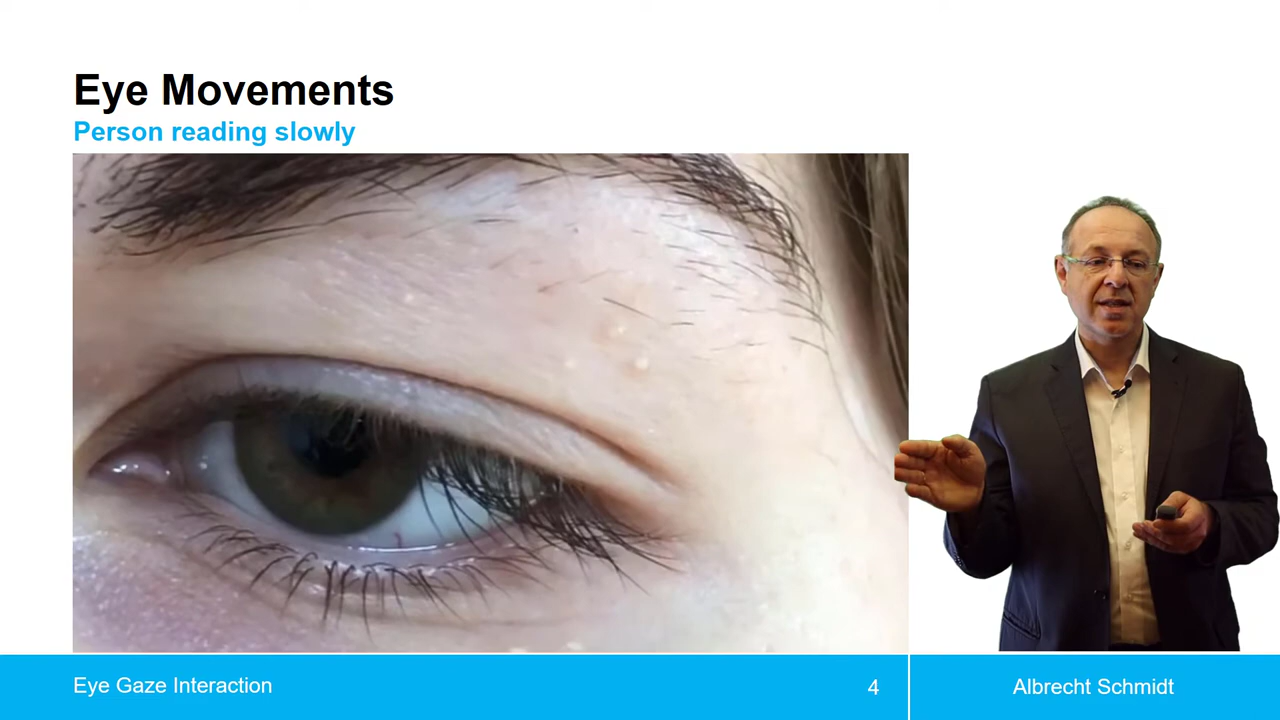 Eye Movements
Person reading slowly
Eye Gaze Interaction
4
Albrecht Schmidt